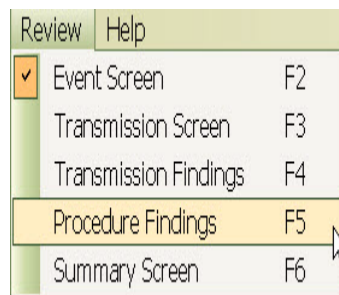 Review Help
Event Screen F2
Transmission Screen F3
Transmission Findings F4
Procedure Findings F5
Summary Screen F6